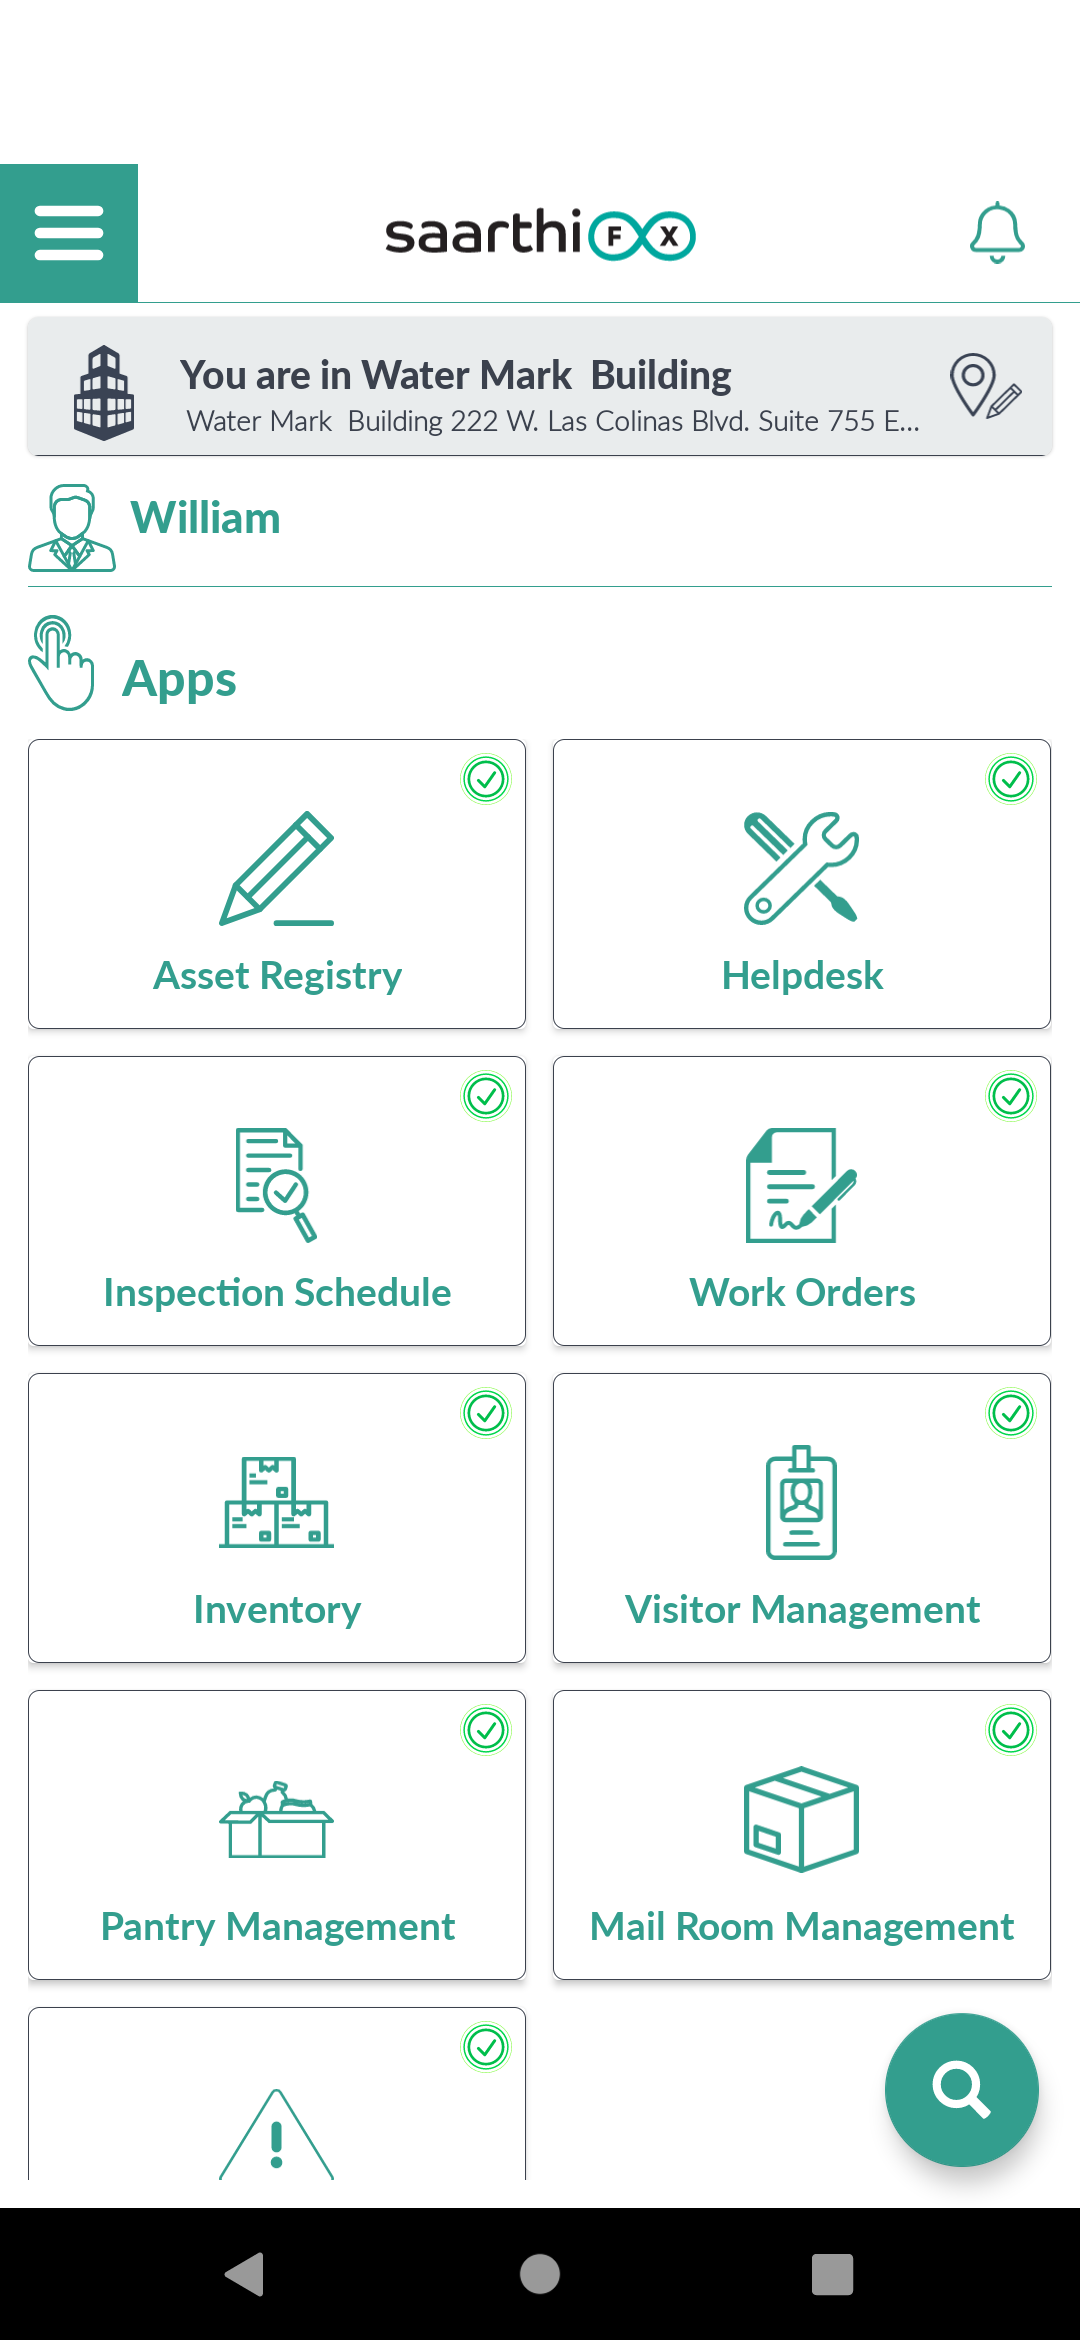 saarthi F X
You are in Water Mark  Building
Water Mark  Building 222 W. Las Colinas Blvd. Suite 755 E...
William
Apps
Asset Registry
Helpdesk
Inspection Schedule
Work Orders
Inventory
Visitor Management
Pantry Management
Mail Room Management